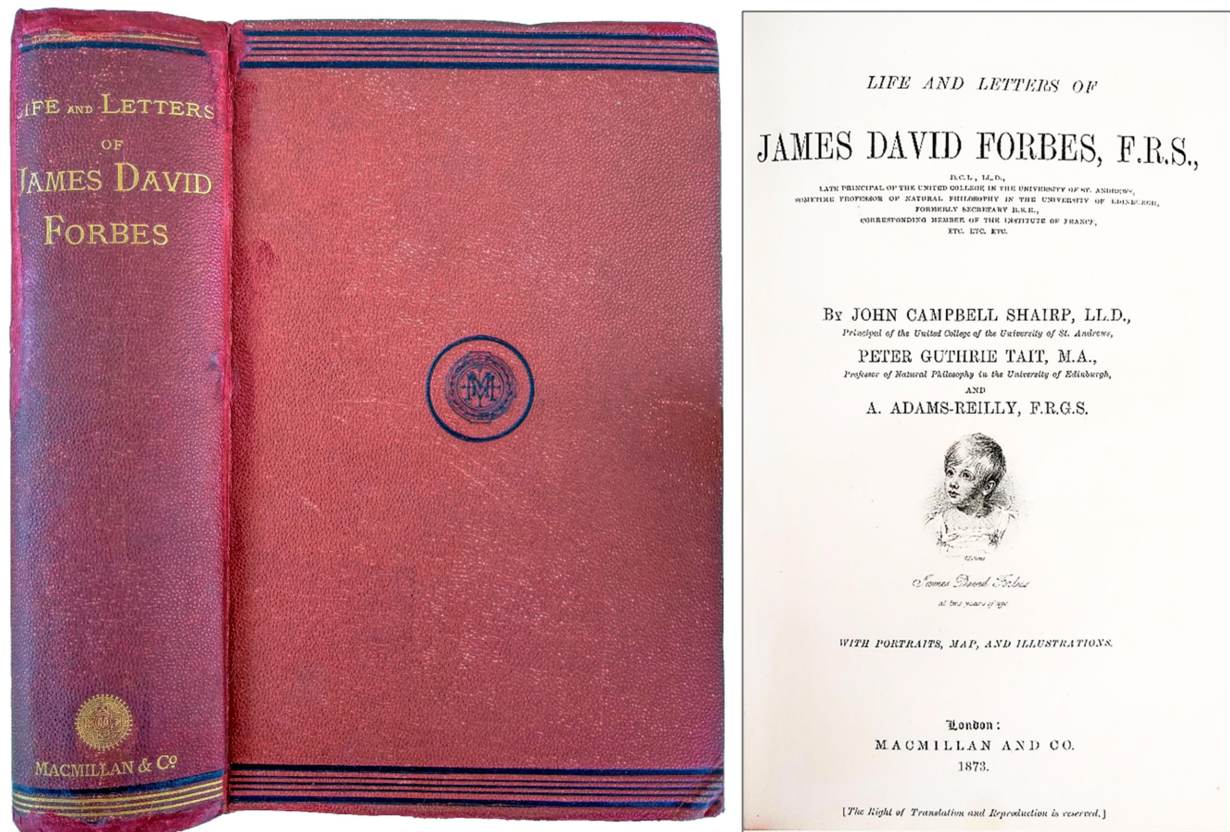 LIFE AND LETTERS
OF
JAMES DAVID
FORBES
MACMILLAN & Co
LIFE AND LETTERS OF
JAMES DAVID FORBES, F.R.S.,
D.C.L., LL.D.,
LATE PRINCIPAL OF THE UNITED COLLEGE IN THE UNIVERSITY OF ST. ANDREWS,
SOMETIME PROFESSOR OF NATURAL PHILOSOPHY IN THE UNIVERSITY OF EDINBURGH,
FORMERLY SECRETARY R.S.E.,
CORRESPONDING MEMBER OF THE INSTITUTE OF FRANCE,
ETC. ETC. ETC.
BY JOHN CAMPBELL SHAIRP, LL.D.,
Principal of the United College of the University of St. Andrews,
PETER GUTHRIE TAIT, M.A.,
Professor of Natural Philosophy in the University of Edinburgh,
AND
A. ADAMS-REILLY, F.R.G.S.
James David Forbes
at two years of age
WITH PORTRAITS, MAP, AND ILLUSTRATIONS.
London:
MACMILLAN AND CO.
1873.
[The Right of Translation and Reproduction is reserved.]